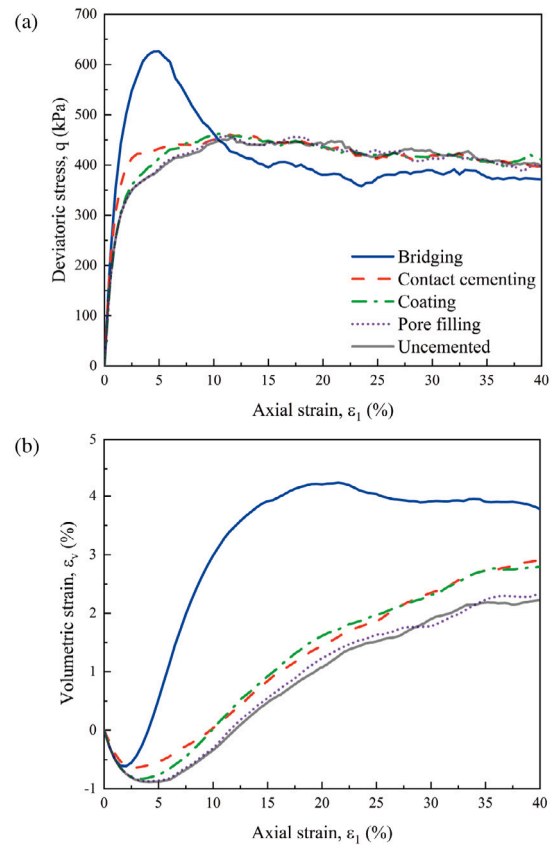 (a)
700
600
500
400
300
200
100
0
Deviatoric stress, q (kPa)
Bridging
Contact cementing
Coating
Pore filling
Uncemented
0 5 10 15 20 25 30 35 40
Axial strain, ε₁ (%)
(b)
5
4
3
2
1
0
-1
Volumetric strain, εᵥ (%)
0 5 10 15 20 25 30 35 40
Axial strain, ε₁ (%)